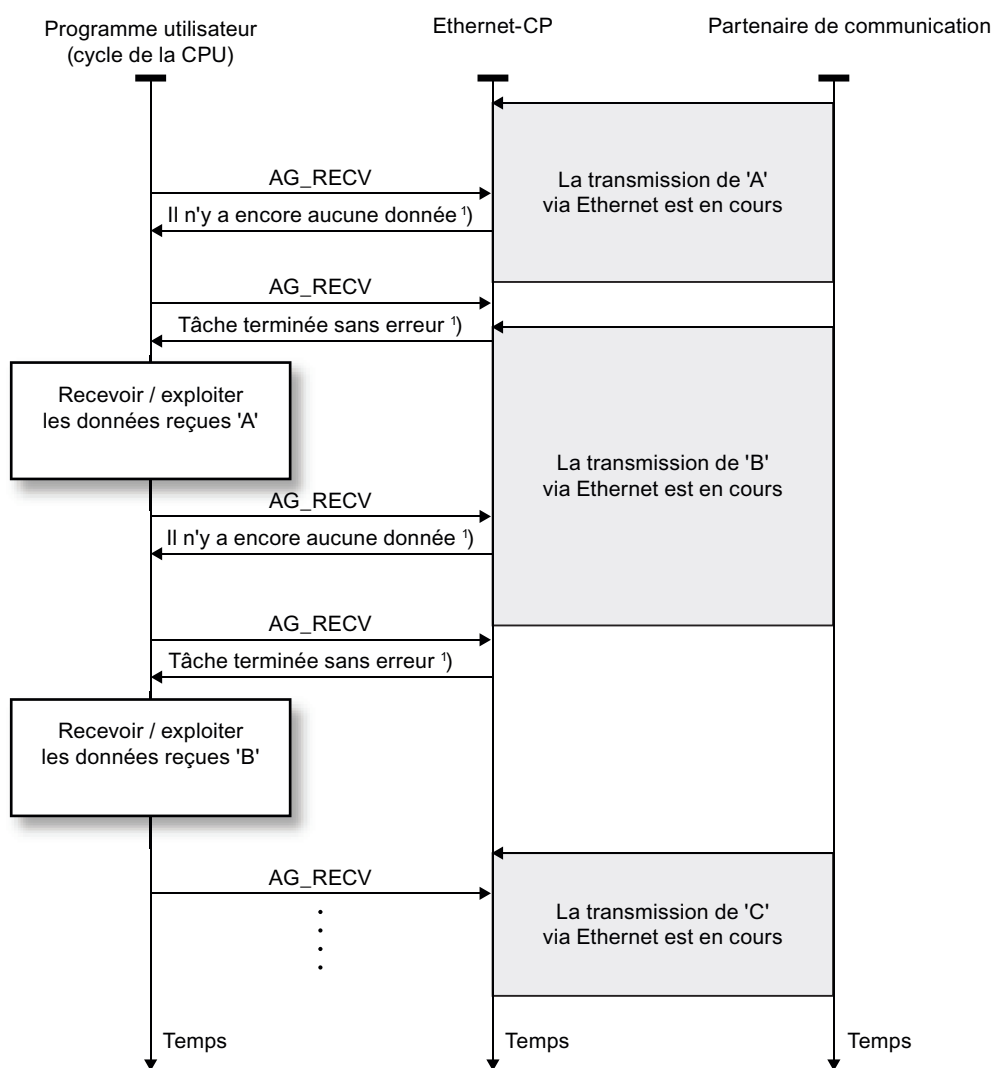 Programme utilisateur
(cycle de la CPU)
Ethernet-CP
Partenaire de communication
AG_RECV
La transmission de 'A'
via Ethernet est en cours
Il n'y a encore aucune donnée ¹)
AG_RECV
Tâche terminée sans erreur ¹)
Recevoir / exploiter
les données reçues 'A'
La transmission de 'B'
via Ethernet est en cours
AG_RECV
Il n'y a encore aucune donnée ¹)
AG_RECV
Tâche terminée sans erreur ¹)
Recevoir / exploiter
les données reçues 'B'
AG_RECV
La transmission de 'C'
via Ethernet est en cours
Temps
Temps
Temps